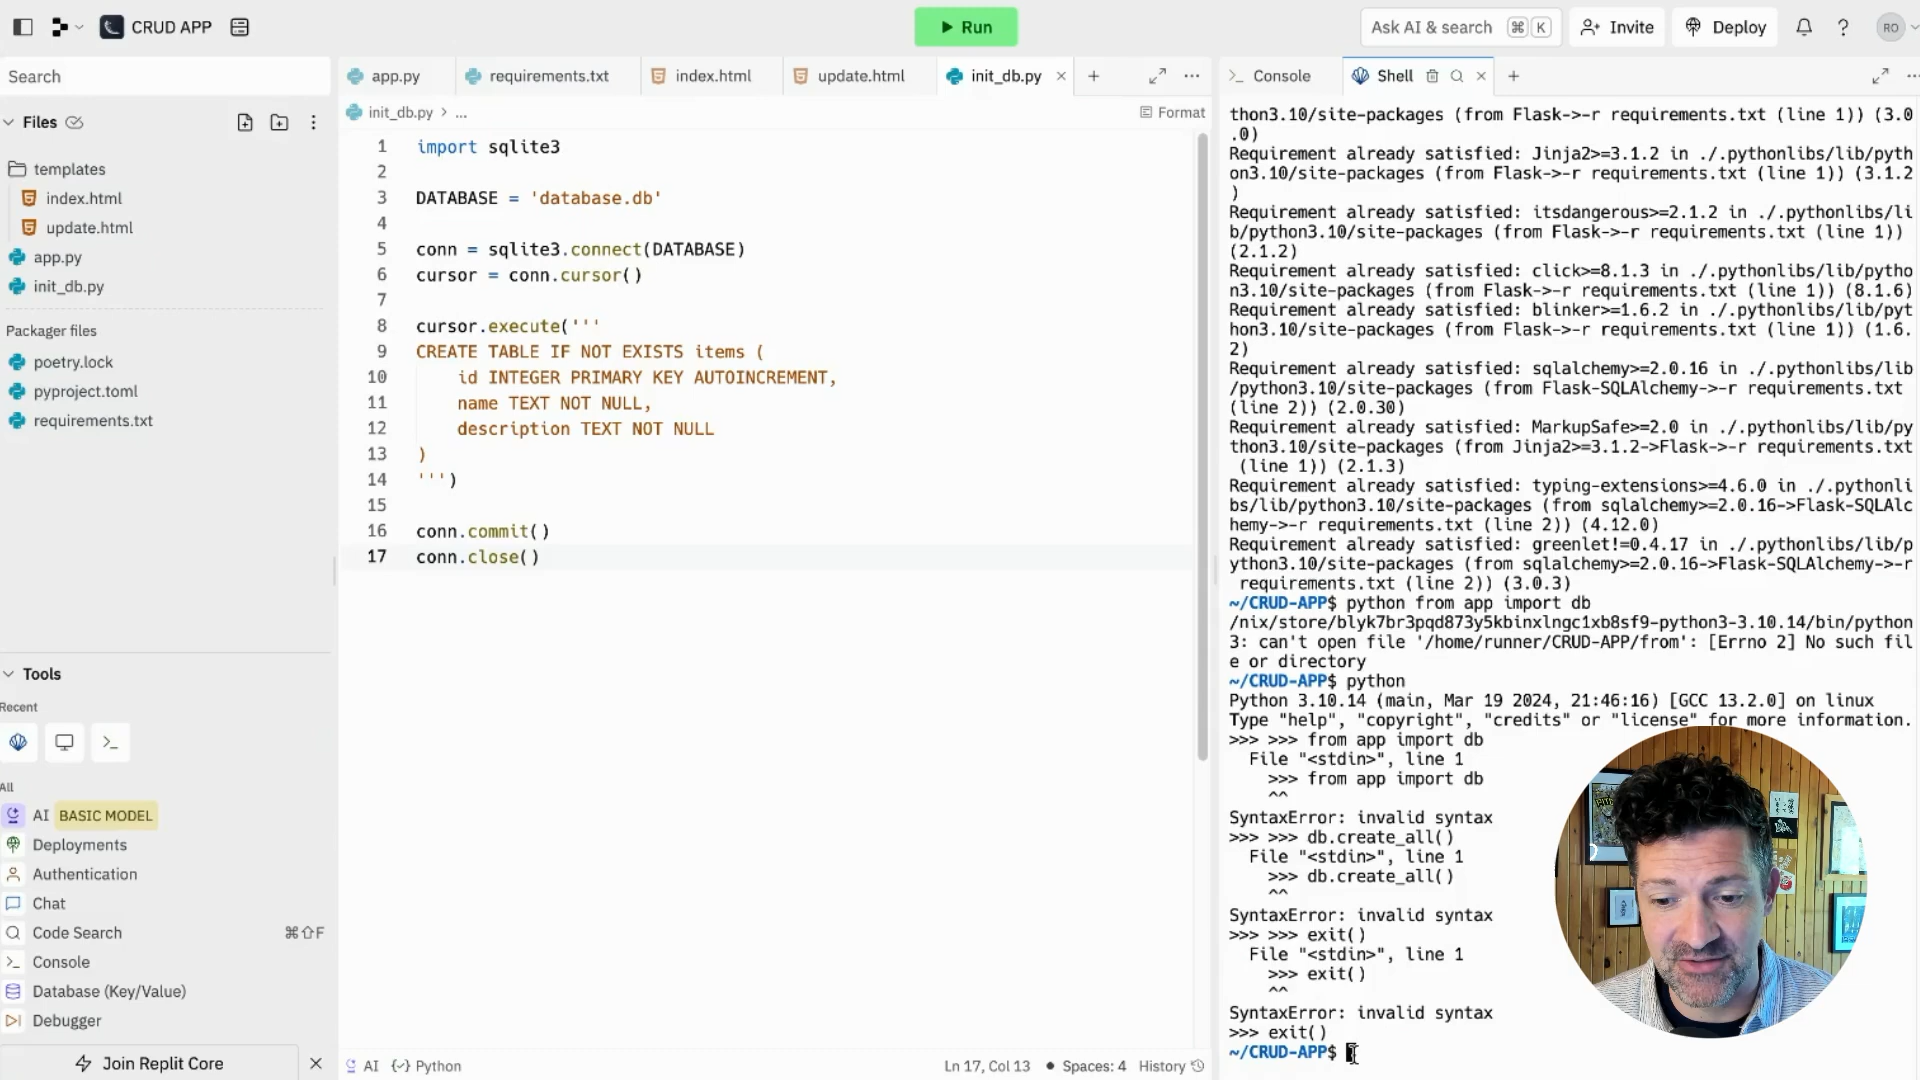 CRUD APP
Run
Ask AI & search ⌘ K
Invite
Deploy
RO
Search
Files
templates
index.html
update.html
app.py
init_db.py
Packager files
poetry.lock
pyproject.toml
requirements.txt
Tools
Recent
All
AI BASIC MODEL
Deployments
Authentication
Chat
Code Search ⌘⇧F
Console
Database (Key/Value)
Debugger
Join Replit Core
app.py
requirements.txt
index.html
update.html
init_db.py
init_db.py > ...
Format
1 import sqlite3
2
3 DATABASE = 'database.db'
4
5 conn = sqlite3.connect(DATABASE)
6 cursor = conn.cursor()
7
8 cursor.execute('''
9 CREATE TABLE IF NOT EXISTS items (
10 id INTEGER PRIMARY KEY AUTOINCREMENT,
11 name TEXT NOT NULL,
12 description TEXT NOT NULL
13 )
14 ''')
15
16 conn.commit()
17 conn.close()
AI {} Python
Ln 17, Col 13 • Spaces: 4 History
Console
Shell
thon3.10/site-packages (from Flask->-r requirements.txt (line 1)) (3.0
.0)
Requirement already satisfied: Jinja2>=3.1.2 in ./.pythonlibs/lib/pyth
on3.10/site-packages (from Flask->-r requirements.txt (line 1)) (3.1.2
)
Requirement already satisfied: itsdangerous>=2.1.2 in ./.pythonlibs/li
b/python3.10/site-packages (from Flask->-r requirements.txt (line 1))
(2.1.2)
Requirement already satisfied: click>=8.1.3 in ./.pythonlibs/lib/pytho
n3.10/site-packages (from Flask->-r requirements.txt (line 1)) (8.1.6)
Requirement already satisfied: blinker>=1.6.2 in ./.pythonlibs/lib/pyt
hon3.10/site-packages (from Flask->-r requirements.txt (line 1)) (1.6.
2)
Requirement already satisfied: sqlalchemy>=2.0.16 in ./.pythonlibs/lib
/python3.10/site-packages (from Flask-SQLAlchemy->-r requirements.txt
(line 2)) (2.0.30)
Requirement already satisfied: MarkupSafe>=2.0 in ./.pythonlibs/lib/py
thon3.10/site-packages (from Jinja2>=3.1.2->Flask->-r requirements.txt
(line 1)) (2.1.3)
Requirement already satisfied: typing-extensions>=4.6.0 in ./.pythonli
bs/lib/python3.10/site-packages (from sqlalchemy>=2.0.16->Flask-SQLAlc
hemy->-r requirements.txt (line 2)) (4.12.0)
Requirement already satisfied: greenlet!=0.4.17 in ./.pythonlibs/lib/p
ython3.10/site-packages (from sqlalchemy>=2.0.16->Flask-SQLAlchemy->-r
requirements.txt (line 2)) (3.0.3)
~/CRUD-APP$ python from app import db
/nix/store/blyk7br3pqd873y5kbinxlngc1xb8sf9-python3-3.10.14/bin/python
3: can't open file '/home/runner/CRUD-APP/from': [Errno 2] No such fil
e or directory
~/CRUD-APP$ python
Python 3.10.14 (main, Mar 19 2024, 21:46:16) [GCC 13.2.0] on linux
Type "help", "copyright", "credits" or "license" for more information.
>>> >>> from app import db
File "<stdin>", line 1
>>> from app import db
^^
SyntaxError: invalid syntax
>>> >>> db.create_all()
File "<stdin>", line 1
>>> db.create_all()
^^
SyntaxError: invalid syntax
>>> >>> exit()
File "<stdin>", line 1
>>> exit()
^^
SyntaxError: invalid syntax
>>> exit()
~/CRUD-APP$